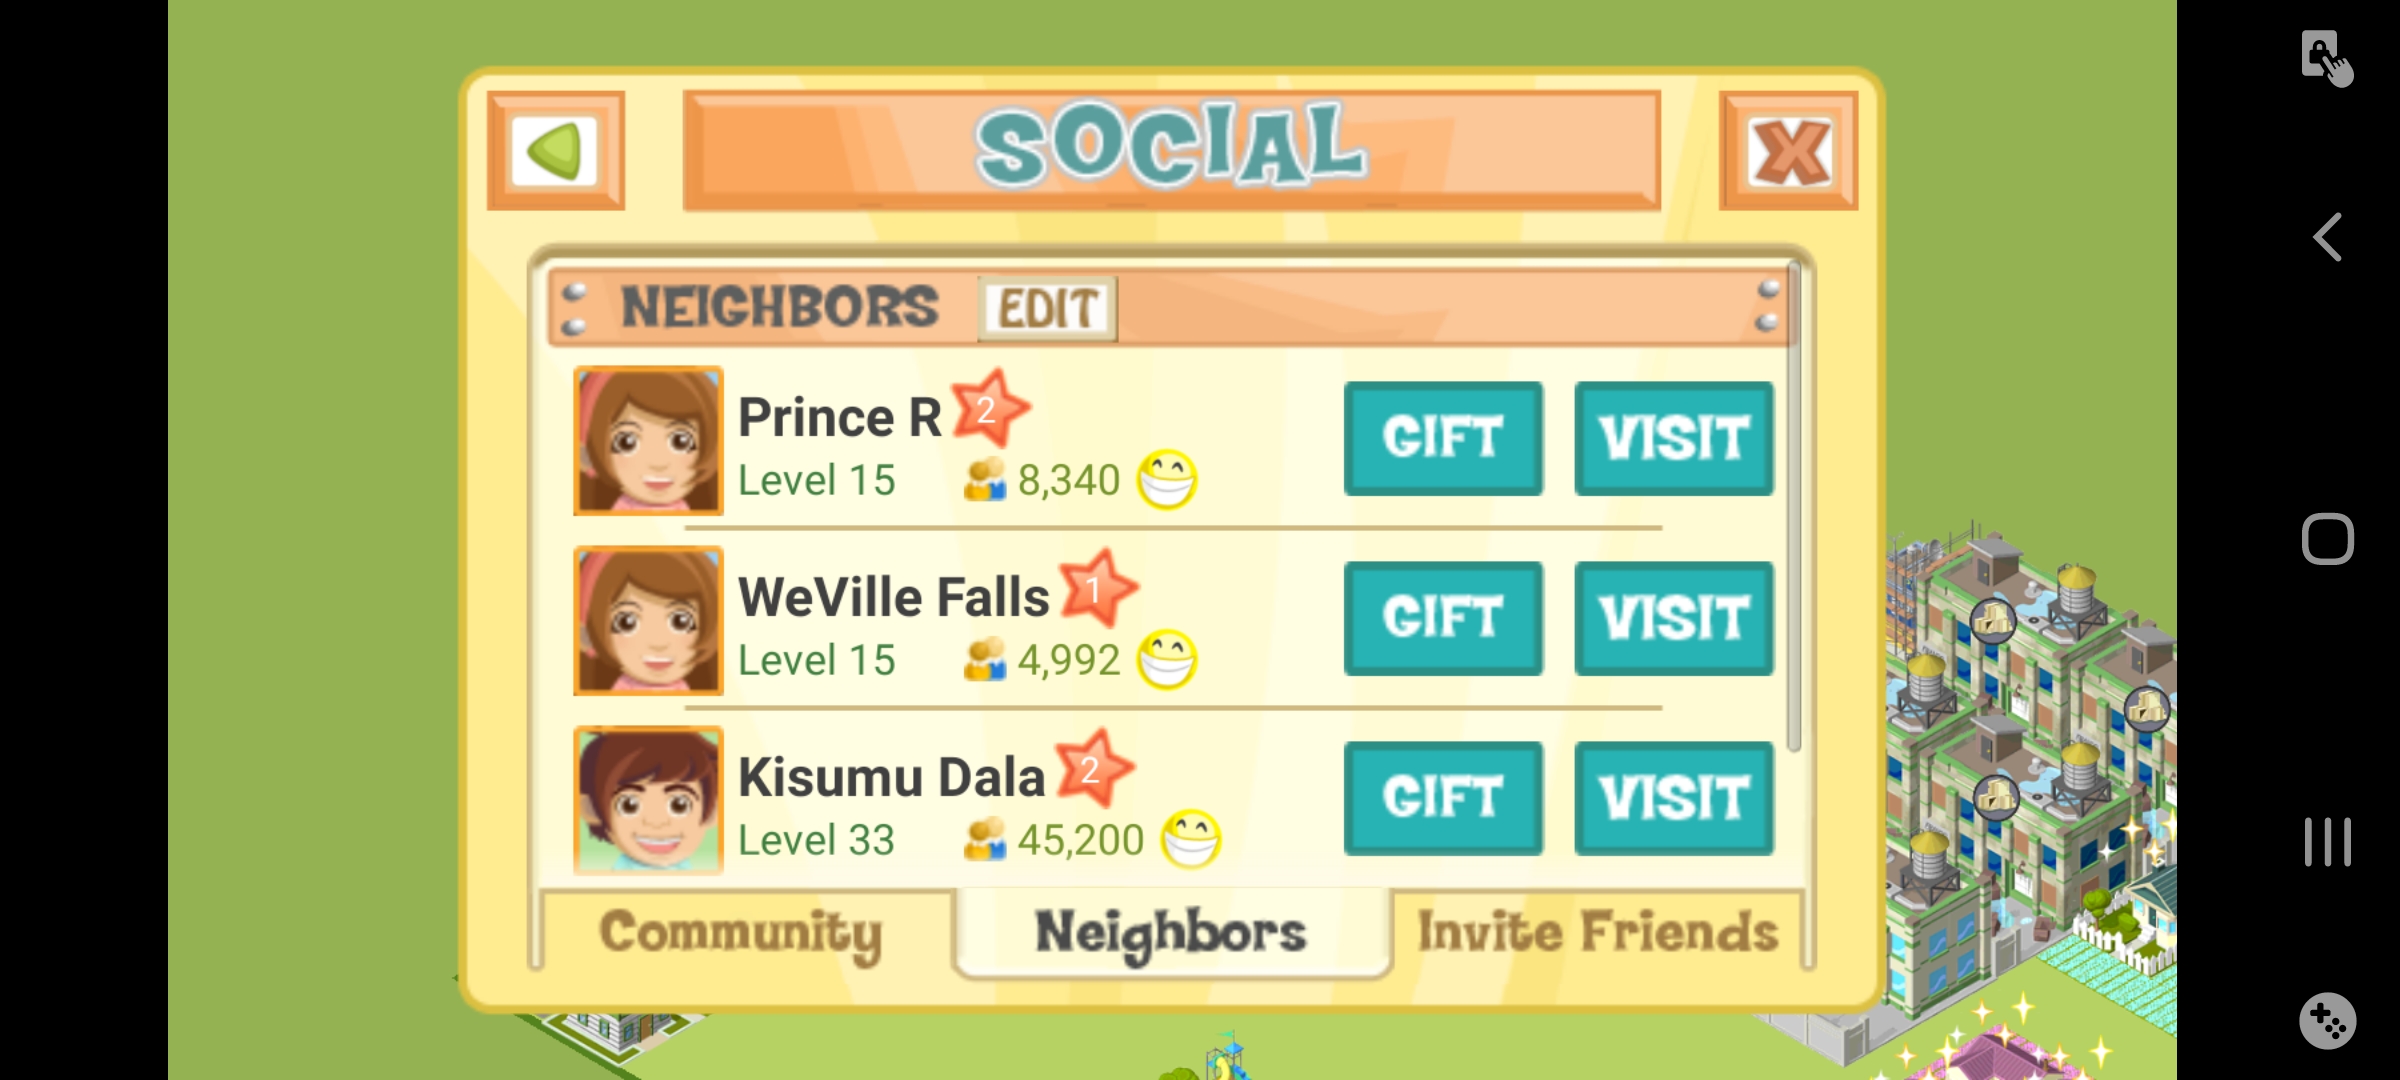 SOCIAL
NEIGHBORS EDIT
Prince R 2
Level 15 8,340
GIFT VISIT
WeVille Falls 1
Level 15 4,992
GIFT VISIT
Kisumu Dala 2
Level 33 45,200
GIFT VISIT
Community Neighbors Invite Friends